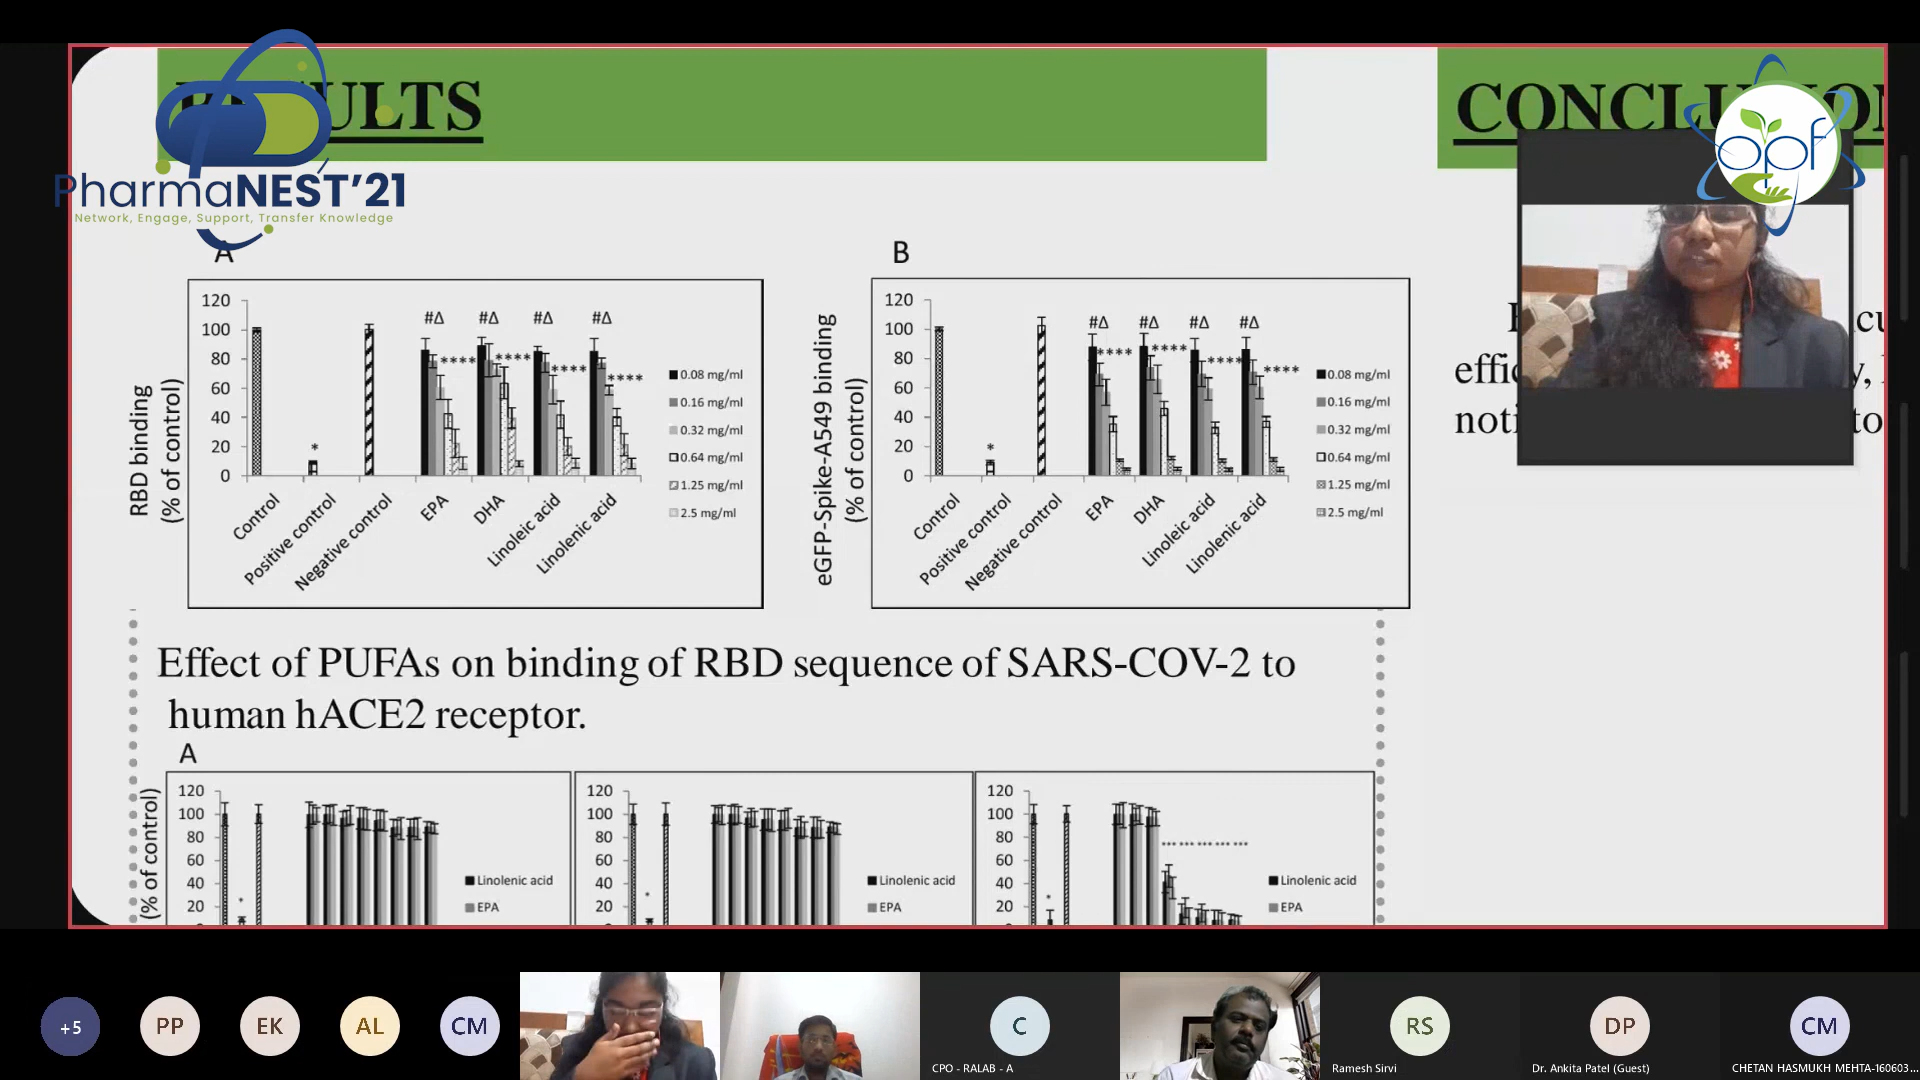 RESULTS
CONCLUSION
PharmaNEST’21
Network, Engage, Support, Transfer Knowledge
opf
A
B
120
100
80
60
40
20
0
RBD binding
(% of control)
#Δ #Δ #Δ #Δ
* **** **** **** ****
Control
Positive control
Negative control
EPA
DHA
Linoleic acid
Linolenic acid
0.08 mg/ml
0.16 mg/ml
0.32 mg/ml
0.64 mg/ml
1.25 mg/ml
2.5 mg/ml
120
100
80
60
40
20
0
eGFP-Spike-A549 binding
(% of control)
#Δ #Δ #Δ #Δ
* **** **** **** ****
Control
Positive control
Negative control
EPA
DHA
Linoleic acid
Linolenic acid
0.08 mg/ml
0.16 mg/ml
0.32 mg/ml
0.64 mg/ml
1.25 mg/ml
2.5 mg/ml
Effect of PUFAs on binding of RBD sequence of SARS-COV-2 to
human hACE2 receptor.
A
(% of control)
120
100
80
60
40
20
*
Linolenic acid
EPA
120
100
80
60
40
20
*
Linolenic acid
EPA
120
100
80
60
40
20
*
*** *** *** *** ***
Linolenic acid
EPA
+5
PP
EK
AL
CM
C
CPO - RALAB - A
RS
Ramesh Sirvi
DP
Dr. Ankita Patel (Guest)
CM
CHETAN HASMUKH MEHTA-160603...